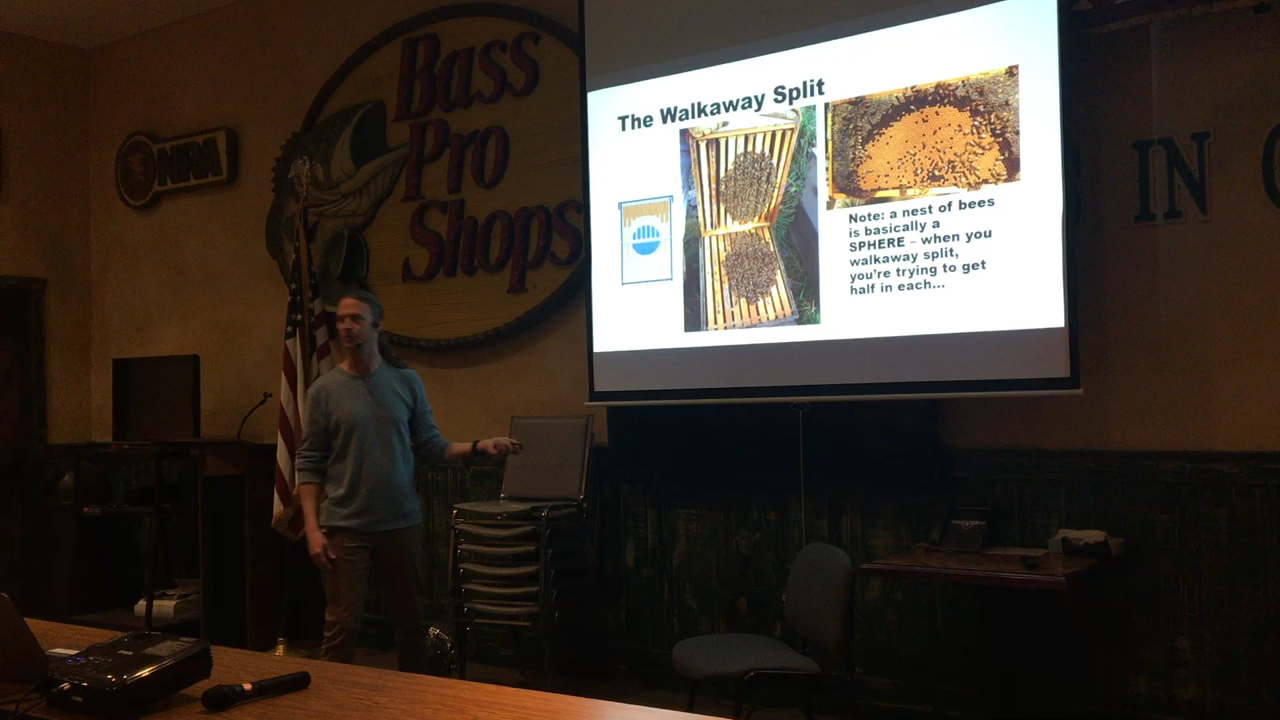 NRA
Bass
Pro
Shops
The Walkaway Split
Note: a nest of bees
is basically a
SPHERE – when you
walkaway split,
you're trying to get
half in each...
IN